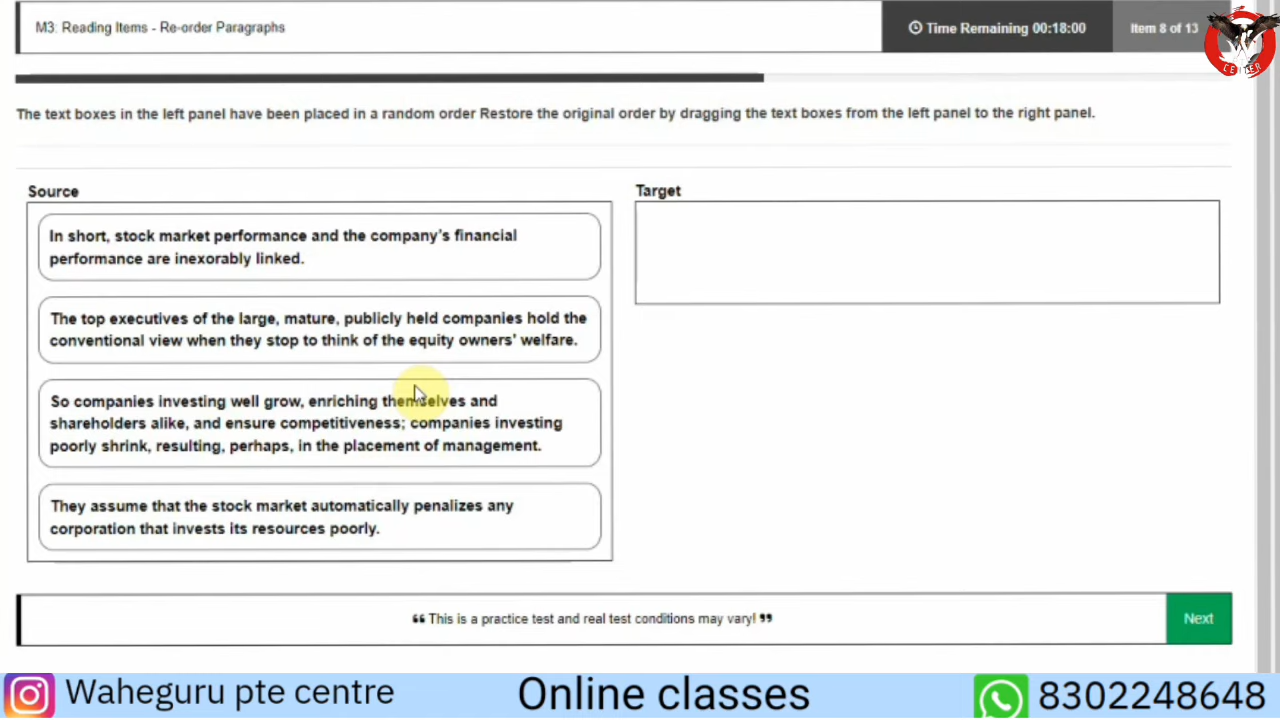 M3: Reading Items - Re-order Paragraphs
Time Remaining 00:18:00
Item 8 of 13
CENTER
The text boxes in the left panel have been placed in a random order Restore the original order by dragging the text boxes from the left panel to the right panel.
Source
Target
In short, stock market performance and the company's financial
performance are inexorably linked.
The top executives of the large, mature, publicly held companies hold the
conventional view when they stop to think of the equity owners' welfare.
So companies investing well grow, enriching themselves and
shareholders alike, and ensure competitiveness; companies investing
poorly shrink, resulting, perhaps, in the placement of management.
They assume that the stock market automatically penalizes any
corporation that invests its resources poorly.
❝ This is a practice test and real test conditions may vary! ❞
Next
Waheguru pte centre
Online classes
8302248648